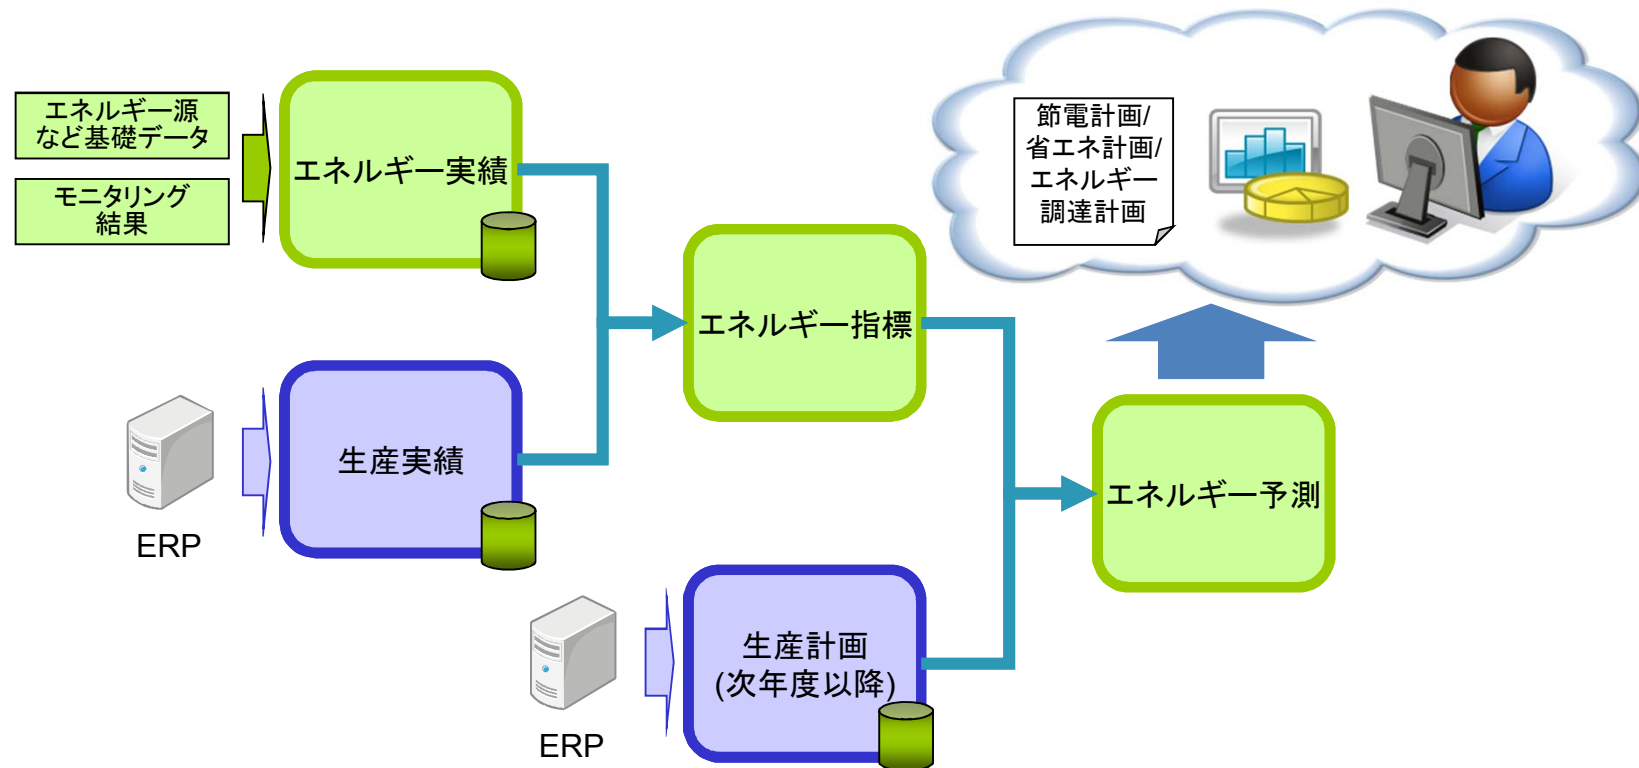 エネルギー源
など基礎データ
モニタリング
結果
エネルギー実績
節電計画/
省エネ計画/
エネルギー
調達計画
エネルギー指標
ERP
生産実績
エネルギー予測
ERP
生産計画
(次年度以降)